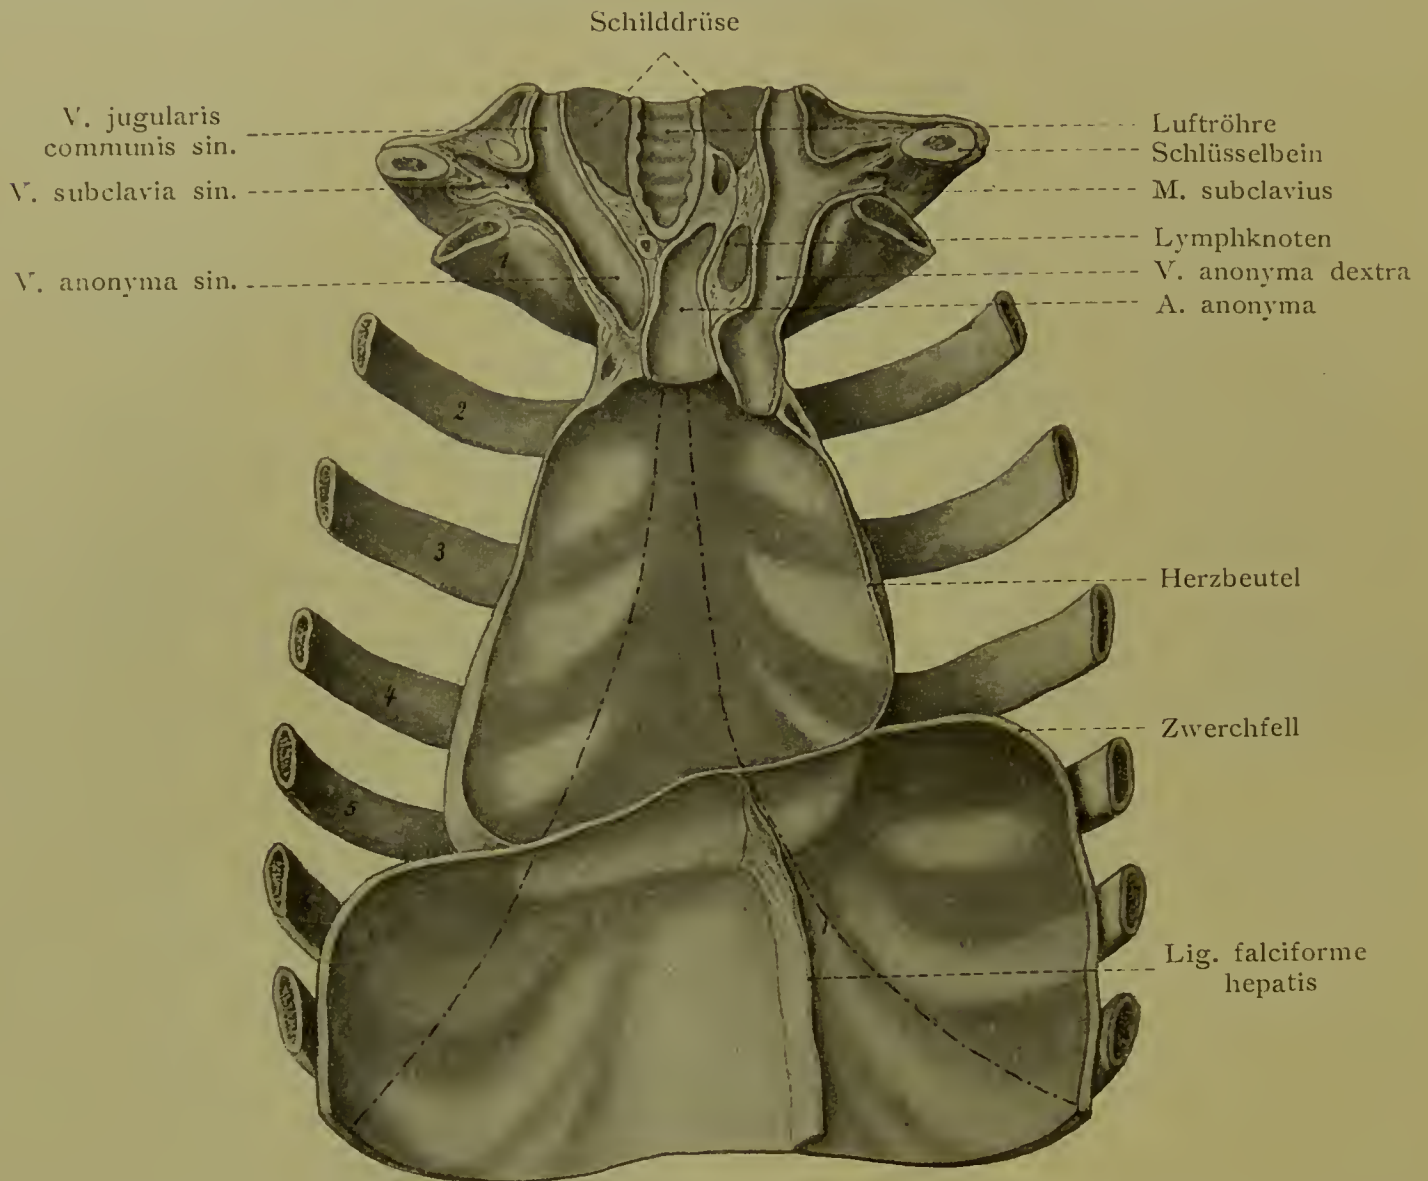 Schilddrüse
V. jugularis
communis sin.
V. subclavia sin.
V. anonyma sin.
Luftröhre
Schlüsselbein
M. subclavius
Lymphknoten
V. anonyma dextra
A. anonyma
Herzbeutel
Zwerchfell
Lig. falciforme
hepatis
1
2
3
4
5